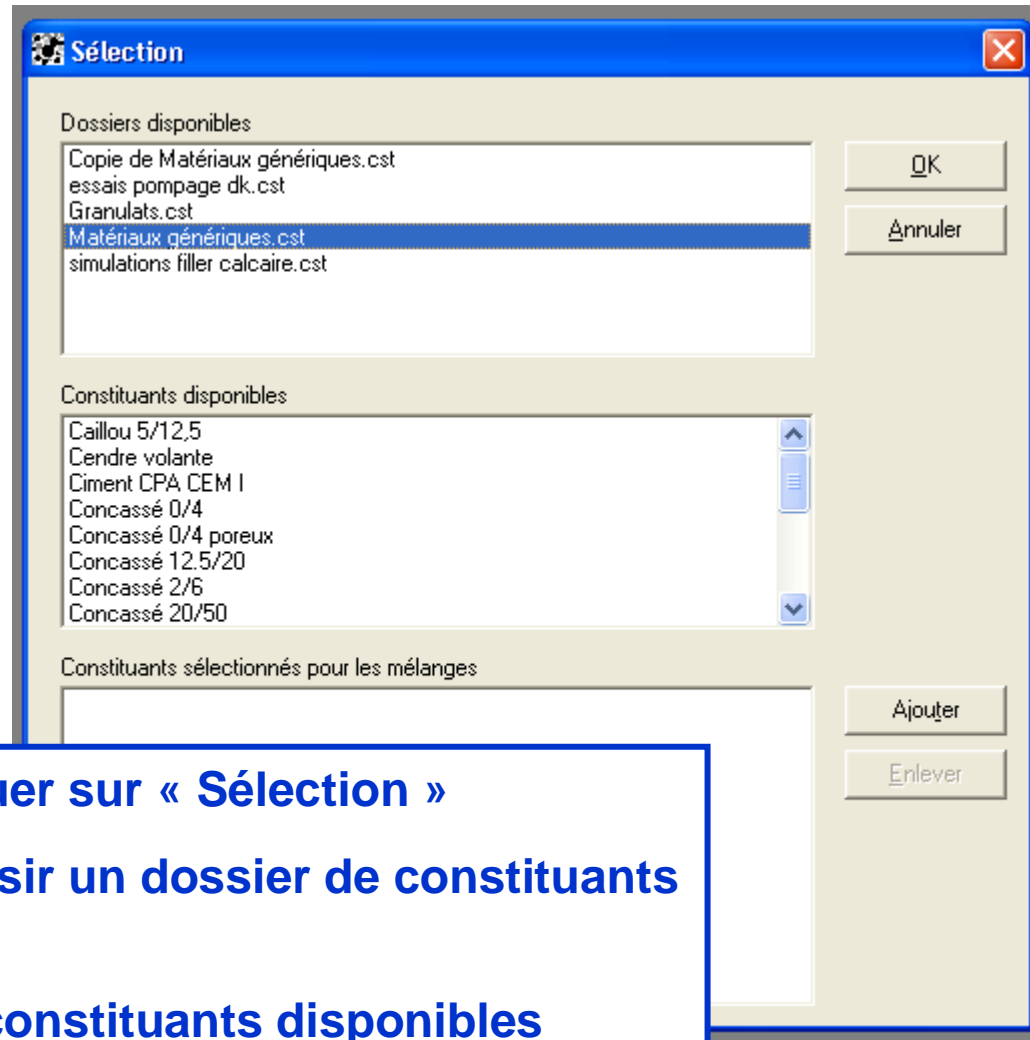 Sélection
Dossiers disponibles
Copie de Matériaux génériques.cst
essais pompage dk.cst
Granulats.cst
Matériaux génériques.cst
simulations filler calcaire.cst
OK
Annuler
Constituants disponibles
Caillou 5/12,5
Cendre volante
Ciment CPA CEM I
Concassé 0/4
Concassé 0/4 poreux
Concassé 12.5/20
Concassé 2/6
Concassé 20/50
Constituants sélectionnés pour les mélanges
Ajouter
Enlever
sur « Sélection »
un dossier de constituants
constituants disponibles